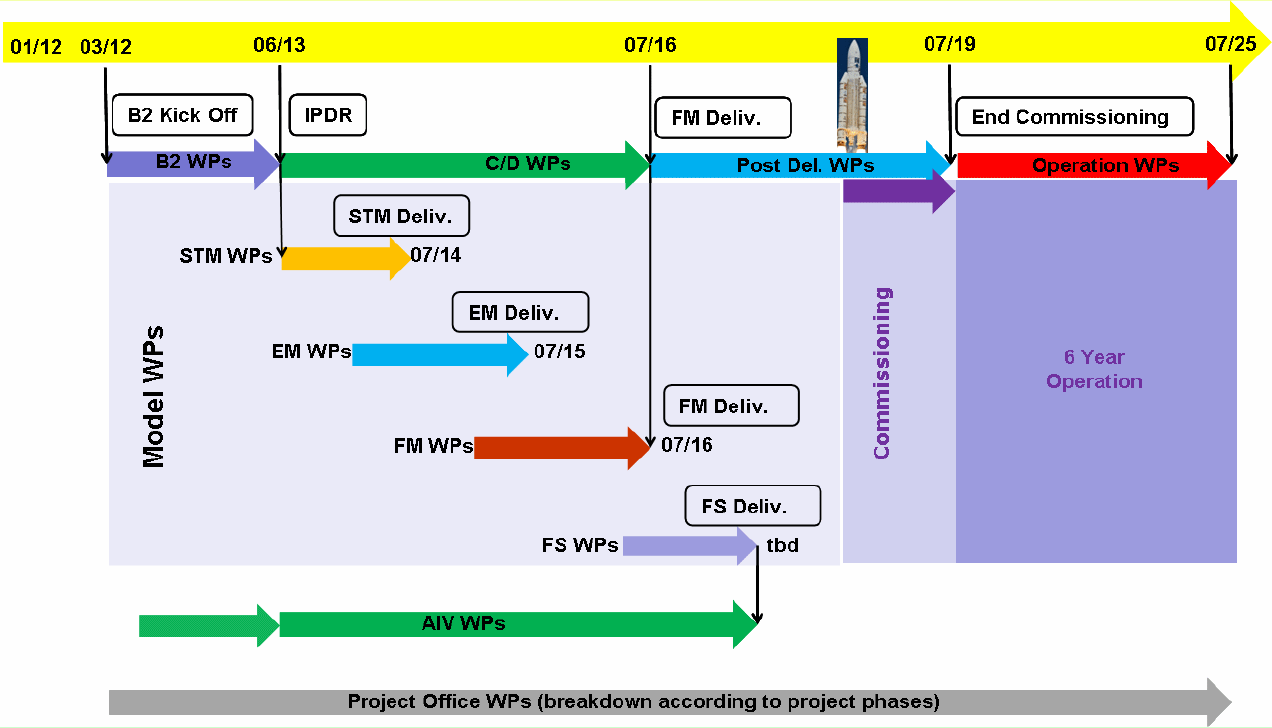 01/12 03/12 06/13 07/16 07/19 07/25
B2 Kick Off IPDR FM Deliv. End Commissioning
B2 WPs C/D WPs Post Del. WPs Operation WPs
STM Deliv.
STM WPs 07/14
EM Deliv.
EM WPs 07/15
Model WPs
Commissioning
6 Year
Operation
FM Deliv.
FM WPs 07/16
FS Deliv.
FS WPs tbd
AIV WPs
Project Office WPs (breakdown according to project phases)